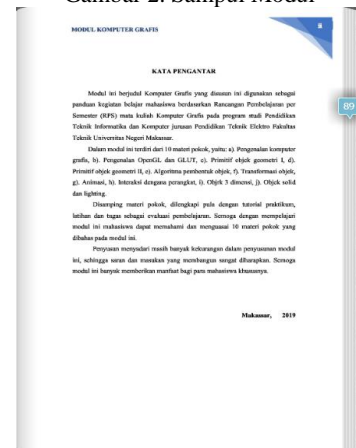 Gambar 2. Sampul Modul
MODUL KOMPUTER GRAFIS
8
KATA PENGANTAR
89
Modul ini berjudul Komputer Grafis yang disusun ini digunakan sebagai
panduan kegiatan belajar mahasiswa berdasarkan Rancangan Pembelajaran per
Semester (RPS) mata kuliah Komputer Grafis pada program studi Pendidikan
Teknik Informatika dan Komputer jurusan Pendidikan Teknik Elektro Fakultas
Teknik Universitas Negeri Makassar.
Dalam modul ini terdiri dari 10 materi pokok, yaitu: a). Pengenalan komputer
grafis, b). Pengenalan OpenGL dan GLUT, c). Primitif objek geometri I, d).
Primitif objek geometri II, e). Algoritma pembentuk objek, f). Transformasi objek,
g). Animasi, h). Interaksi dengana perangkat, i). Objrk 3 dimensi, j). Objek solid
dan lighting.
Disamping materi pokok, dilengkapi puls dengan tutorial praktikum,
latihan dan tugas sebagai evaluasi pembelajaran. Semoga dengan mempelajari
modul ini mahasiswa dapat memahami dan menguasai 10 materi pokok yang
dibahas pada modul ini.
Penyusun menyadari masih banyak kekurangan dalam penyusunan modul
ini, sehingga saran dan masukan yang membangun sangat diharapkan. Semoga
modul ini banyak memberikan manfaat bagi para mahasiswa khususnya.
Makassar, 2019